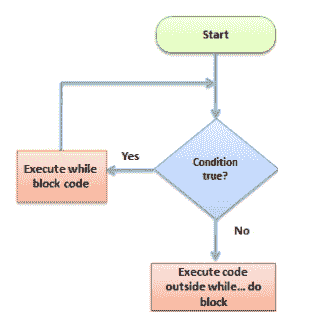 Start
Condition
true?
Yes
Execute while
block code
No
Execute code
outside while... do
block